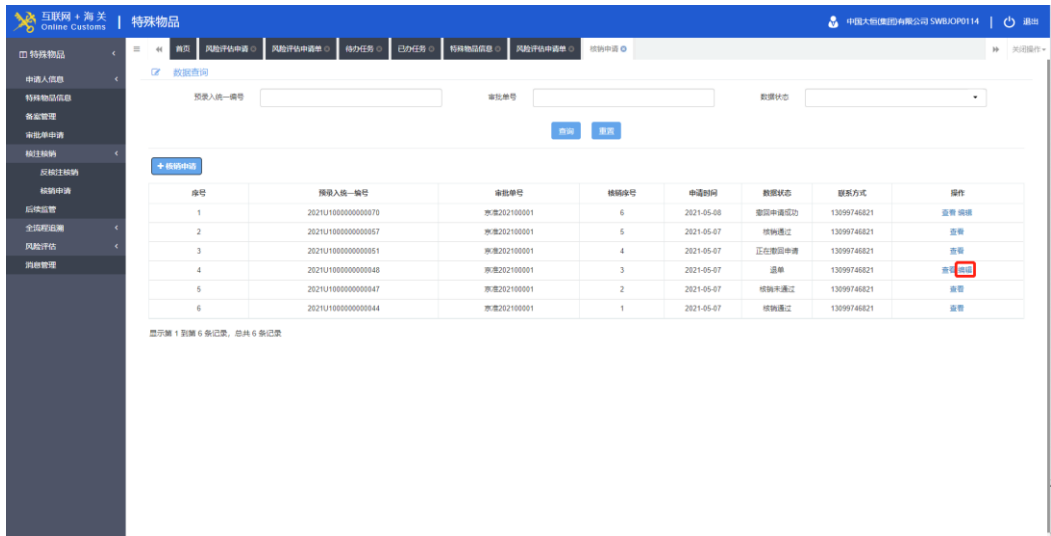 互联网 + 海关
Online Customs
特殊物品
中国大恒(集团)有限公司 SWBJOP0114
退出
特殊物品
申请人信息
特殊物品信息
备案管理
审批单申请
核注核销
反核注核销
核销申请
后续监管
全流程追溯
风险评估
消息管理
首页
风险评估申请
风险评估申请单
待办任务
已办任务
特殊物品信息
风险评估申请单
核销申请
关闭操作
数据查询
预录入统一编号
审批单号
数据状态
查询
重置
+ 核销申请
序号 预录入统一编号 审批单号 核销序号 申请时间 数据状态 联系方式 操作
1 2021U1000000000070 京准202100001 6 2021-05-08 撤回申请成功 13099746821 查看 编辑
2 2021U1000000000057 京准202100001 5 2021-05-07 核销通过 13099746821 查看
3 2021U1000000000051 京准202100001 4 2021-05-07 正在撤回申请 13099746821 查看
4 2021U1000000000048 京准202100001 3 2021-05-07 退单 13099746821 查看 编辑
5 2021U1000000000047 京准202100001 2 2021-05-07 核销未通过 13099746821 查看
6 2021U1000000000044 京准202100001 1 2021-05-07 核销通过 13099746821 查看
显示第 1 到第 6 条记录，总共 6 条记录